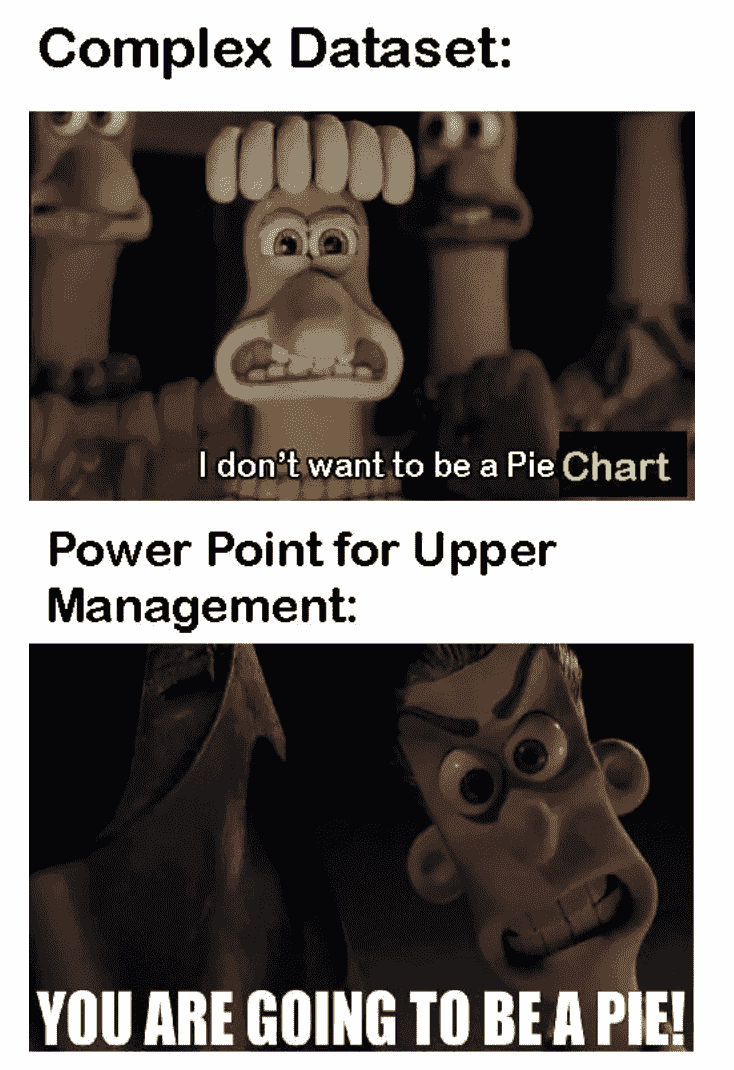 Complex Dataset:
I don't want to be a Pie Chart
Power Point for Upper
Management:
YOU ARE GOING TO BE A PIE!